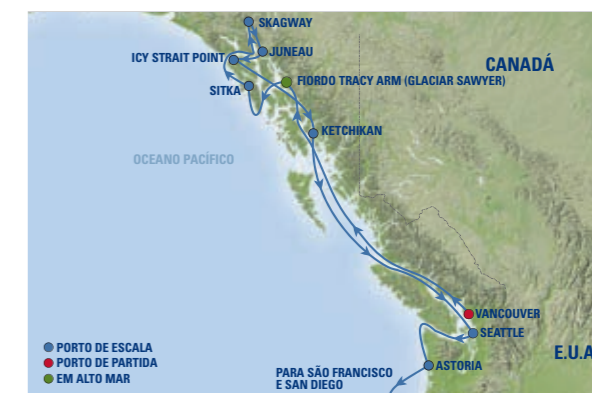 SKAGWAY
JUNEAU
ICY STRAIT POINT
CANADÁ
FIORDO TRACY ARM (GLACIAR SAWYER)
SITKA
KETCHIKAN
OCEANO PACÍFICO
VANCOUVER
SEATTLE
PORTO DE ESCALA
E.U.A
PORTO DE PARTIDA
ASTORIA
EM ALTO MAR
PARA SÃO FRANCISCO
E SAN DIEGO